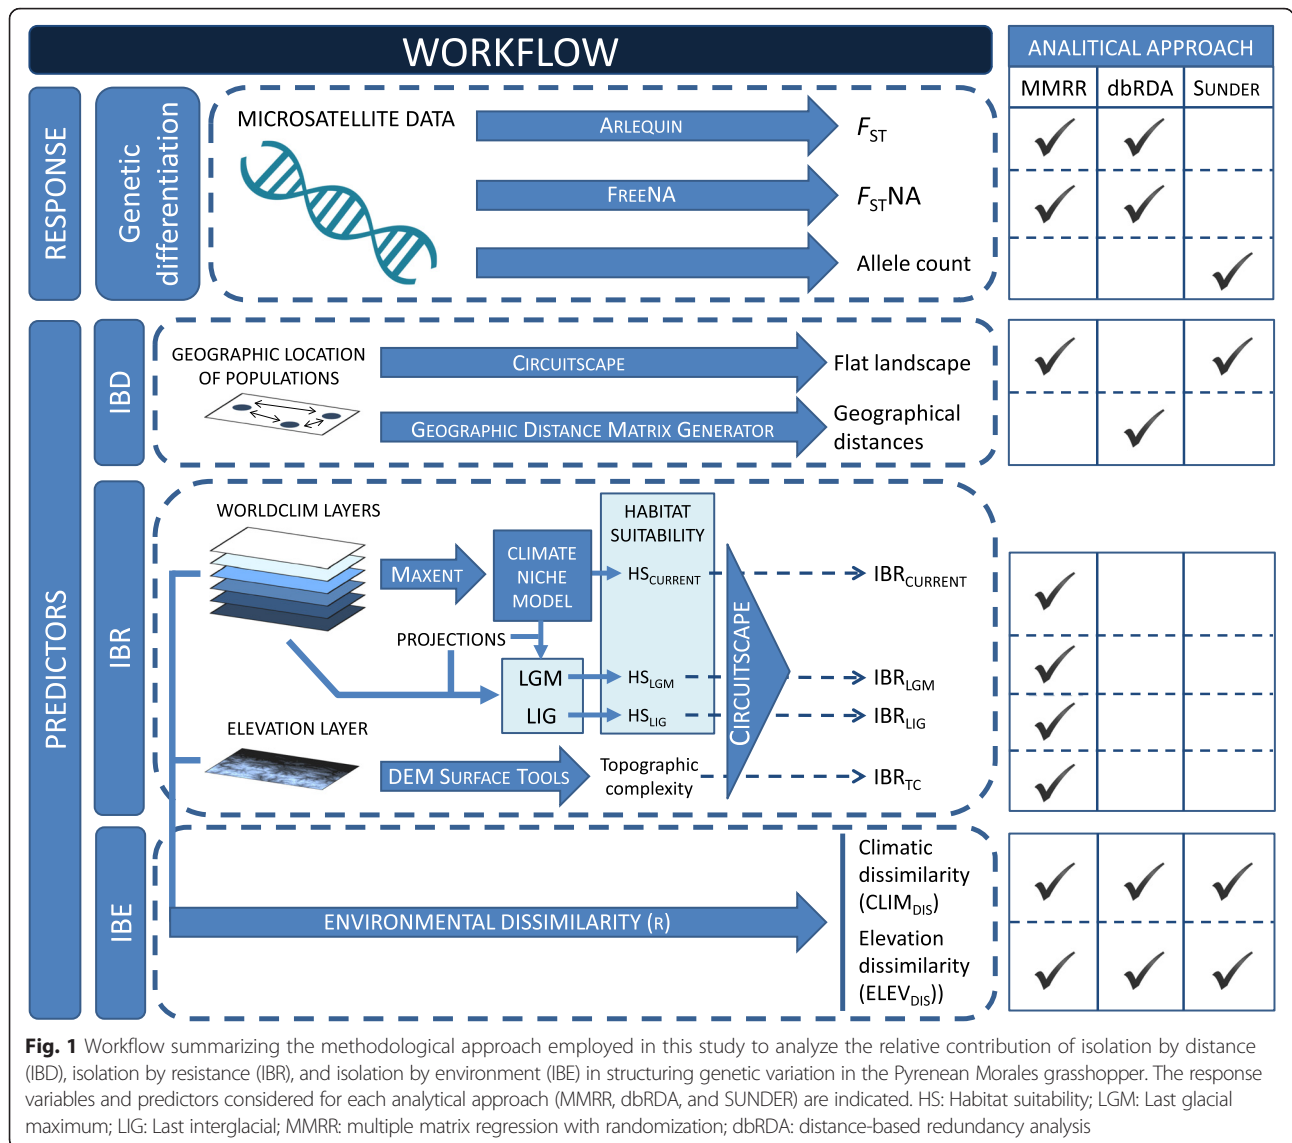 WORKFLOW
ANALITICAL APPROACH
MMRR
dbRDA
SUNDER
RESPONSE
Genetic
differentiation
MICROSATELLITE DATA
ARLEQUIN
FST
FREENA
FSTNA
Allele count
PREDICTORS
IBD
GEOGRAPHIC LOCATION
OF POPULATIONS
CIRCUITSCAPE
Flat landscape
GEOGRAPHIC DISTANCE MATRIX GENERATOR
Geographical
distances
IBR
WORLDCLIM LAYERS
MAXENT
CLIMATE
NICHE
MODEL
HABITAT
SUITABILITY
HSCURRENT
IBRCURRENT
PROJECTIONS
LGM
HSLGM
IBRLGM
LIG
HSLIG
IBRLIG
CIRCUITSCAPE
ELEVATION LAYER
DEM SURFACE TOOLS
Topographic
complexity
IBRTC
IBE
ENVIRONMENTAL DISSIMILARITY (R)
Climatic
dissimilarity
(CLIMDIS)
Elevation
dissimilarity
(ELEVDIS))
Fig. 1 Workflow summarizing the methodological approach employed in this study to analyze the relative contribution of isolation by distance
(IBD), isolation by resistance (IBR), and isolation by environment (IBE) in structuring genetic variation in the Pyrenean Morales grasshopper. The response
variables and predictors considered for each analytical approach (MMRR, dbRDA, and SUNDER) are indicated. HS: Habitat suitability; LGM: Last glacial
maximum; LIG: Last interglacial; MMRR: multiple matrix regression with randomization; dbRDA: distance-based redundancy analysis